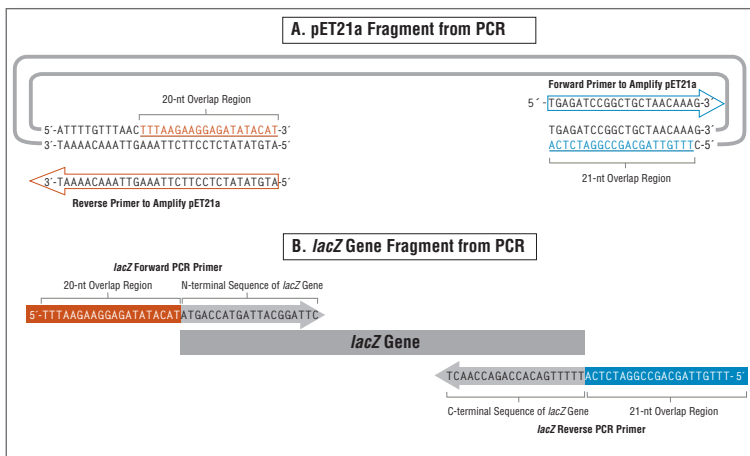 A. pET21a Fragment from PCR
20-nt Overlap Region
Forward Primer to Amplify pET21a
5´-TGAGATCCGGCTGCTAACAAAG-3´
5´-ATTTTGTTTAACTTTAAGAAGGAGATATACAT-3´
3´-TAAAACAAATTGAAATTCTTCCTCTATATGTA-5´
TGAGATCCGGCTGCTAACAAAG-3´
ACTCTAGGCCGACGATTGTTTC-5´
21-nt Overlap Region
3´-TAAAACAAATTGAAATTCTTCCTCTATATGTA-5´
Reverse Primer to Amplify pET21a
B. lacZ Gene Fragment from PCR
lacZ Forward PCR Primer
20-nt Overlap Region
N-terminal Sequence of lacZ Gene
5´-TTTAAGAAGGAGATATACATATGACCATGATTACGGATTC
lacZ Gene
TCAACCAGACCACAGTTTTTACTCTAGGCCGACGATTGTTT-5´
C-terminal Sequence of lacZ Gene
21-nt Overlap Region
lacZ Reverse PCR Primer